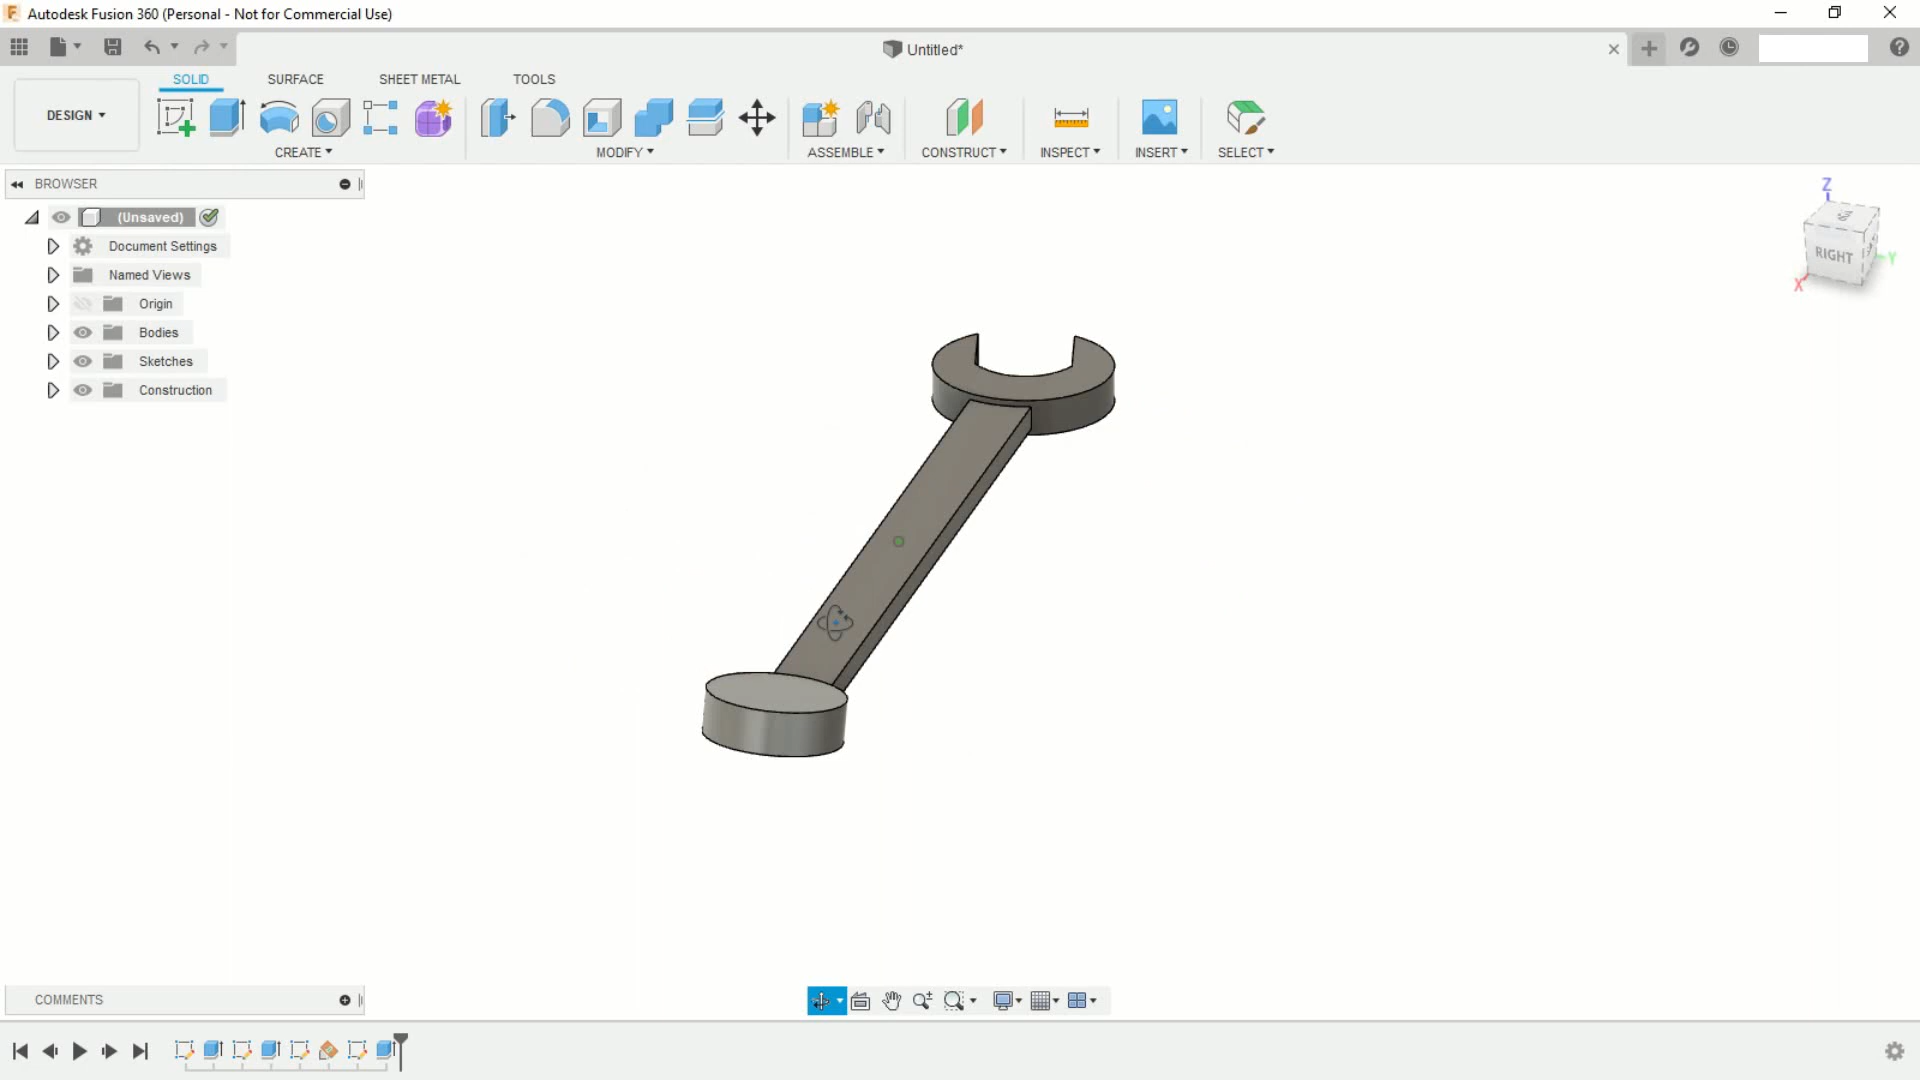 Autodesk Fusion 360 (Personal - Not for Commercial Use)
Untitled*
SOLID SURFACE SHEET METAL TOOLS
DESIGN
CREATE MODIFY ASSEMBLE CONSTRUCT INSPECT INSERT SELECT
BROWSER
(Unsaved)
Document Settings
Named Views
Origin
Bodies
Sketches
Construction
Z
RIGHT
Y
X
COMMENTS